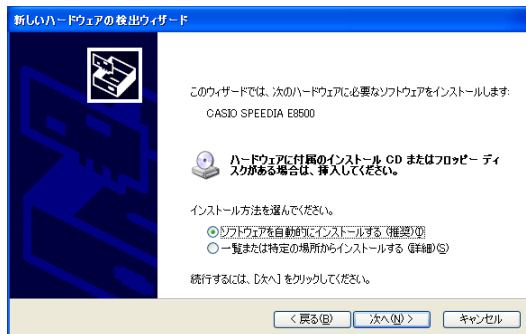 新しいハードウェアの検出ウィザード
このウィザードでは、次のハードウェアに必要なソフトウェアをインストールします:
CASIO SPEEDIA E8500
ハードウェアに付属のインストール CD またはフロッピー ディ
スクがある場合は、挿入してください。
インストール方法を選んでください。
ソフトウェアを自動的にインストールする (推奨)(I)
一覧または特定の場所からインストールする (詳細)(S)
続行するには、[次へ] をクリックしてください。
< 戻る(B) 次へ(N) > キャンセル